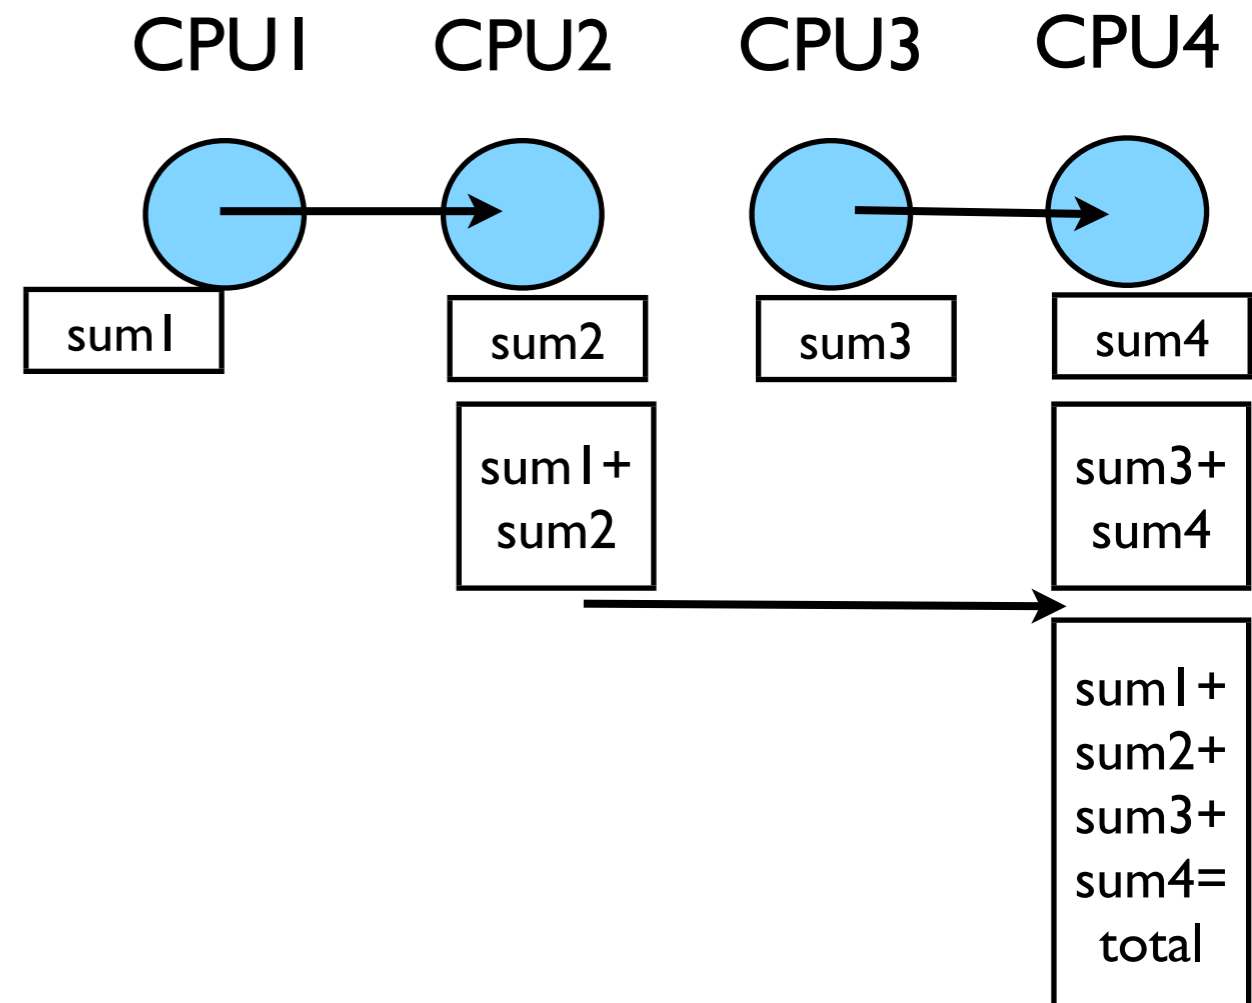 CPU1 CPU2 CPU3 CPU4
sum1 sum2 sum3 sum4
sum1+
sum2
sum3+
sum4
sum1+
sum2+
sum3+
sum4=
total